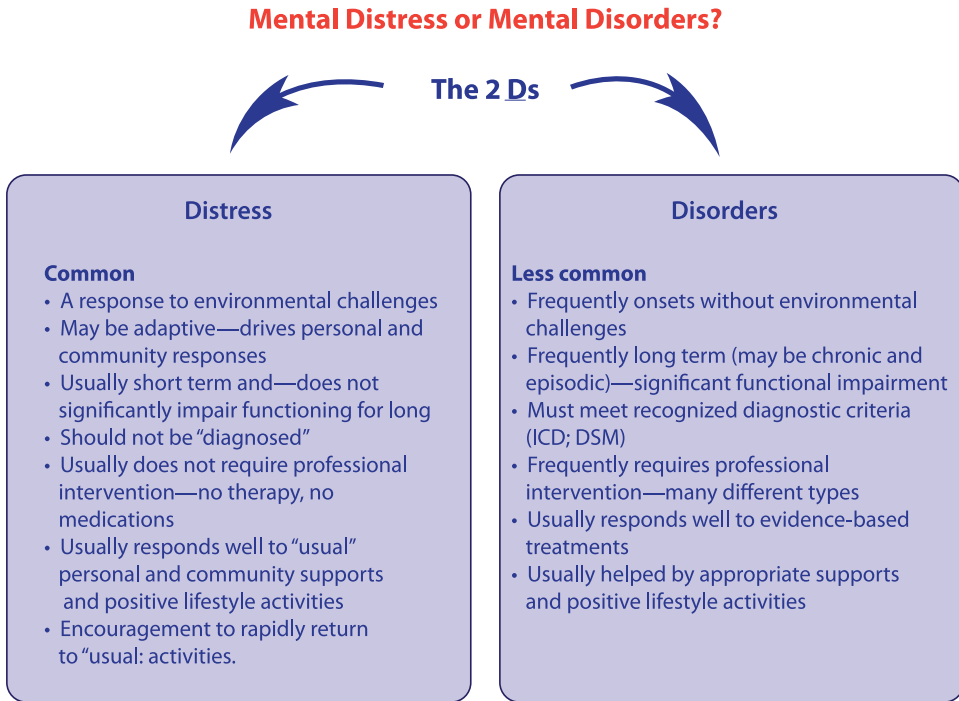 Mental Distress or Mental Disorders?
The 2 Ds
Distress
Common
• A response to environmental challenges
• May be adaptive—drives personal and
community responses
• Usually short term and—does not
significantly impair functioning for long
• Should not be “diagnosed”
• Usually does not require professional
intervention—no therapy, no
medications
• Usually responds well to “usual”
personal and community supports
and positive lifestyle activities
• Encouragement to rapidly return
to “usual: activities.
Disorders
Less common
• Frequently onsets without environmental
challenges
• Frequently long term (may be chronic and
episodic)—significant functional impairment
• Must meet recognized diagnostic criteria
(ICD; DSM)
• Frequently requires professional
intervention—many different types
• Usually responds well to evidence-based
treatments
• Usually helped by appropriate supports
and positive lifestyle activities